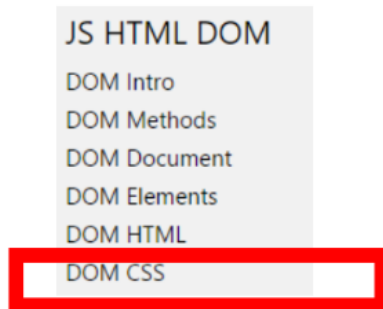 JS HTML DOM
DOM Intro
DOM Methods
DOM Document
DOM Elements
DOM HTML
DOM CSS